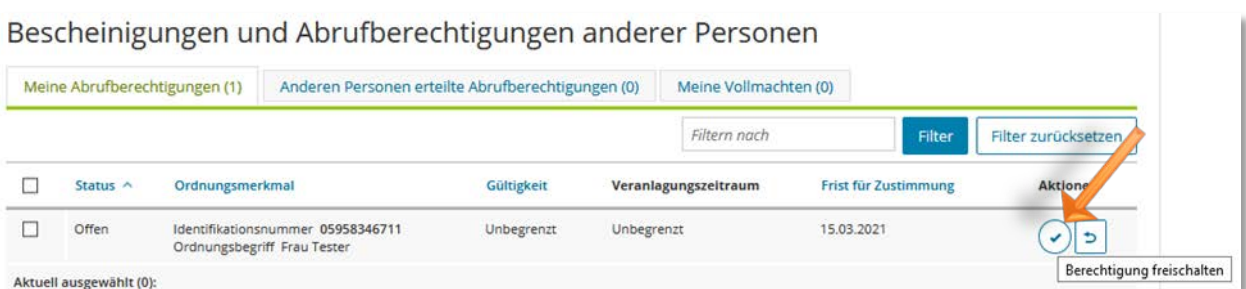 Bescheinigungen und Abrufberechtigungen anderer Personen
Meine Abrufberechtigungen (1) Anderen Personen erteilte Abrufberechtigungen (0) Meine Vollmachten (0)
Filtern nach Filter Filter zurücksetzen
Status Ordnungsmerkmal Gültigkeit Veranlagungszeitraum Frist für Zustimmung Aktione
Offen Identifikationsnummer 05958346711 Unbegrenzt Unbegrenzt 15.03.2021
Ordnungsbegriff Frau Tester
Berechtigung freischalten
Aktuell ausgewählt (0):